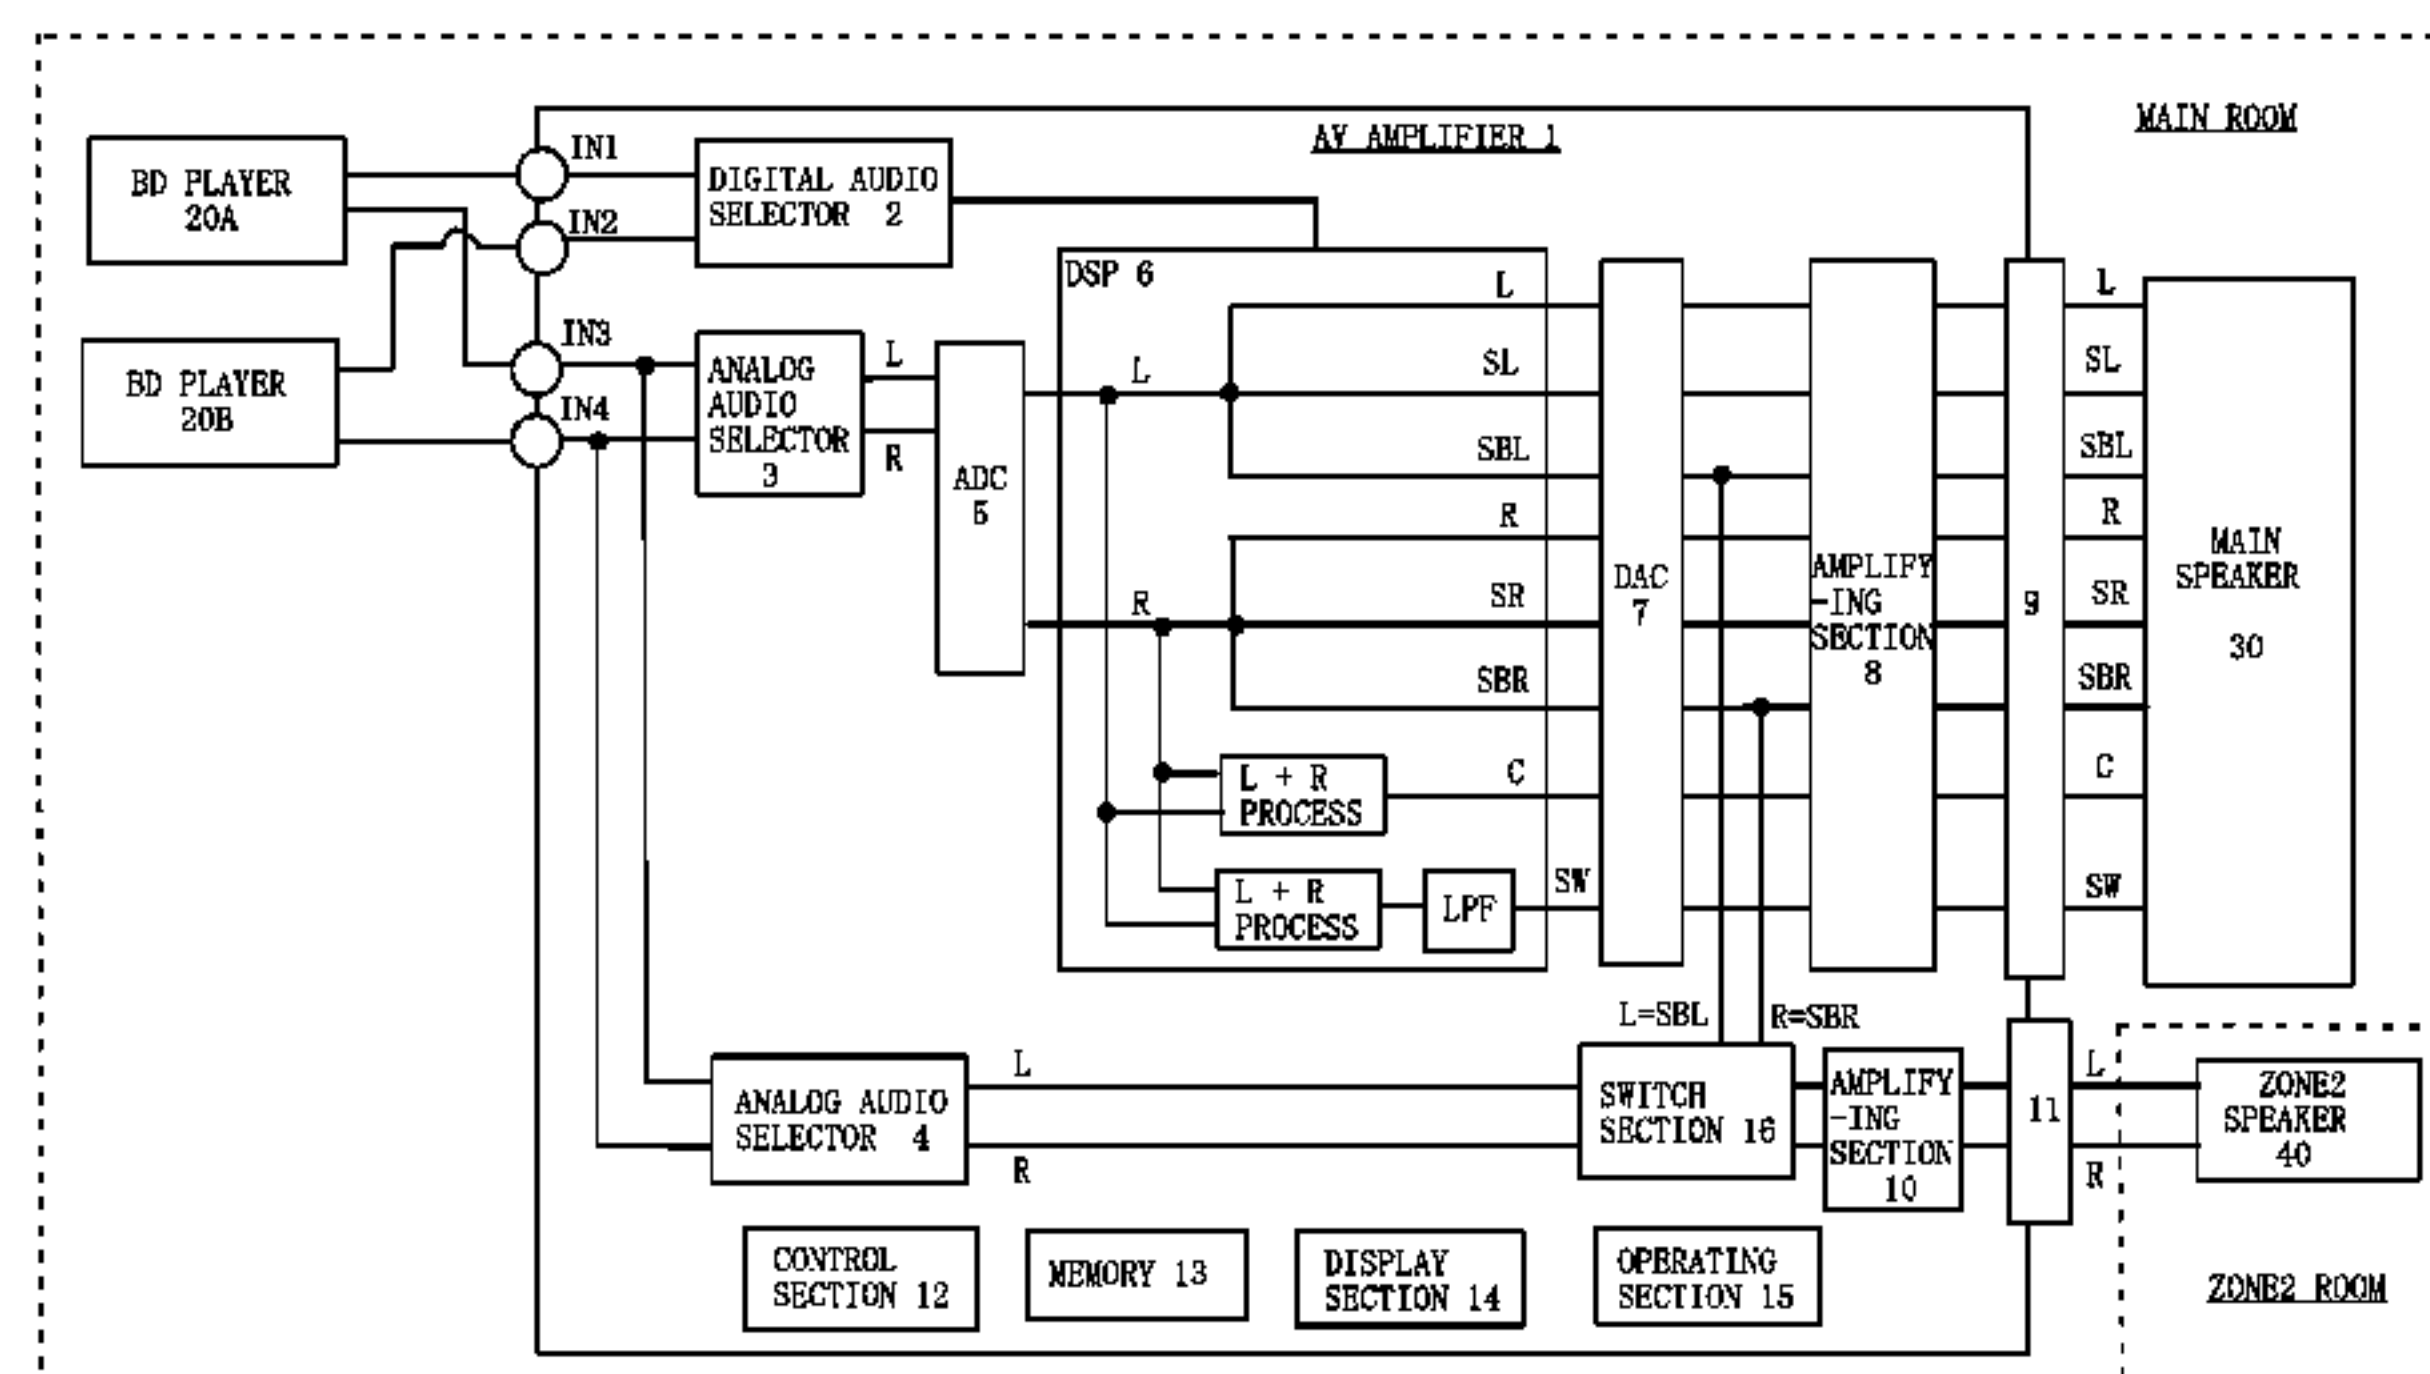 MAIN ROOM
AV AMPLIFIER 1
BD PLAYER
20A
IN1
IN2
DIGITAL AUDIO
SELECTOR 2
BD PLAYER
20B
IN3
IN4
ANALOG
AUDIO
SELECTOR
3
L
R
ADC
5
DSP 6
L
R
L
SL
SBL
R
SR
SBR
C
SW
L + R
PROCESS
L + R
PROCESS
LPF
DAC
7
AMPLIFY
-ING
SECTION
8
9
L
SL
SBL
R
SR
SBR
C
SW
MAIN
SPEAKER
30
L=SBL
R=SBR
ANALOG AUDIO
SELECTOR 4
L
R
SWITCH
SECTION 16
AMPLIFY
-ING
SECTION
10
11
L
R
ZONE2
SPEAKER
40
CONTROL
SECTION 12
MEMORY 13
DISPLAY
SECTION 14
OPERATING
SECTION 15
ZONE2 ROOM